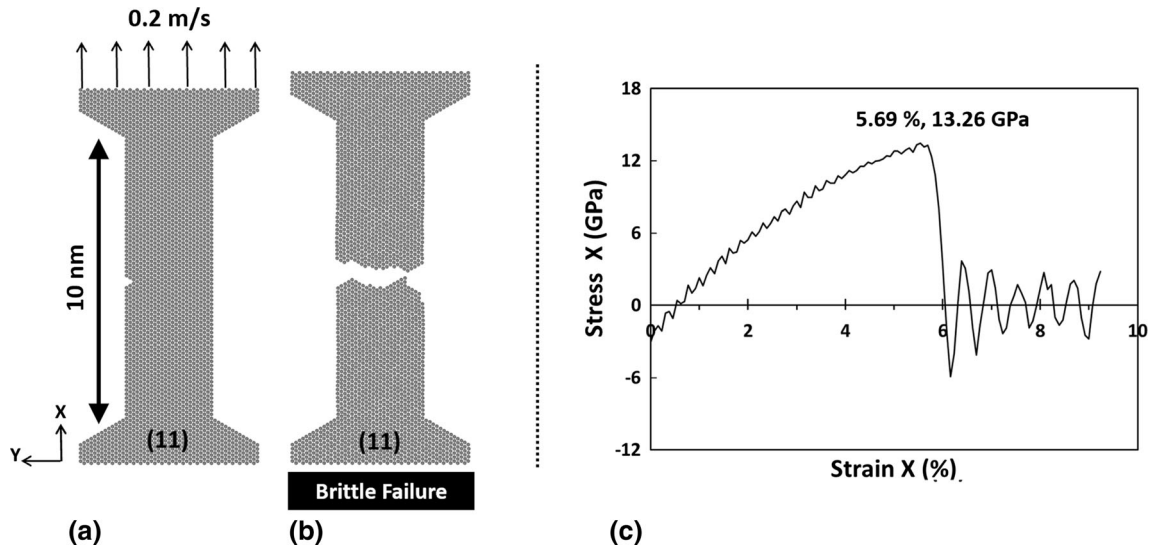 0.2 m/s
10 nm
X
Y
(11)
(a)
(11)
Brittle Failure
(b)
5.69 %, 13.26 GPa
Stress X (GPa)
18
12
6
0
-6
-12
0
2
4
6
8
10
Strain X (%)
(c)